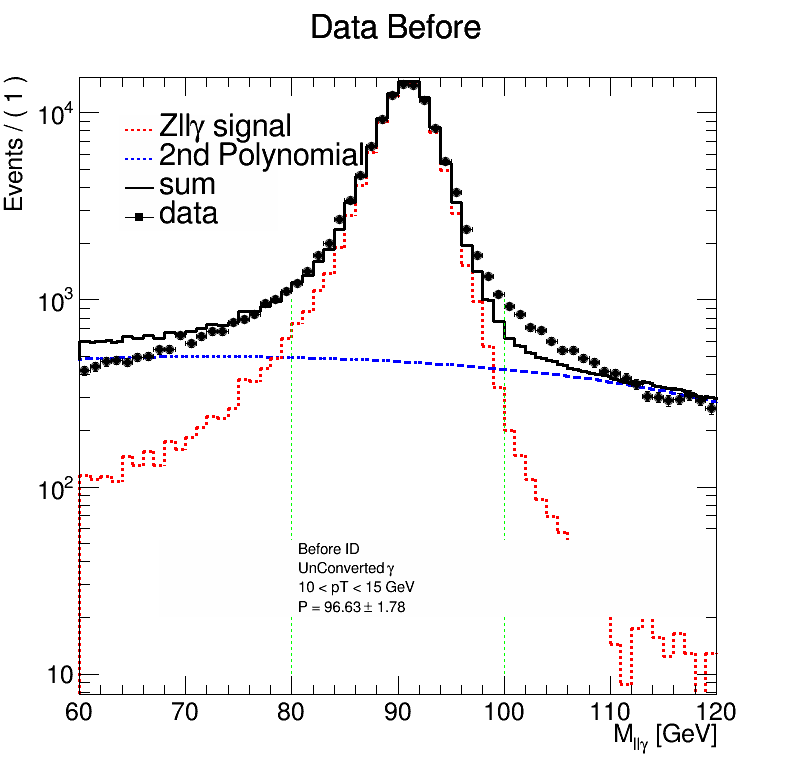 Data Before
Events / ( 1 )
Zllγ signal
2nd Polynomial
sum
data
10⁴
10³
10²
10
Before ID
UnConverted γ
10 < pT < 15 GeV
P = 96.63 ± 1.78
60 70 80 90 100 110 120
M_llγ [GeV]